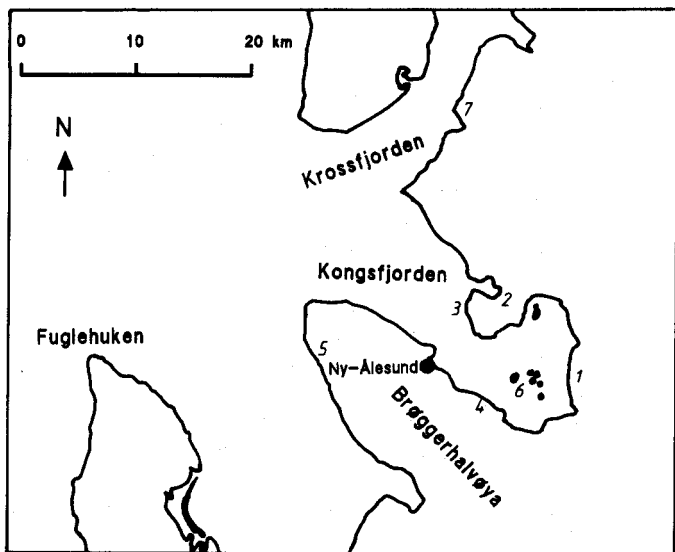 0 10 20 km
N
7
Krossfjorden
Kongsfjorden
2
3
Fuglehuken
5
Ny-Ålesund
1
6
4
Brøggerhalvøya